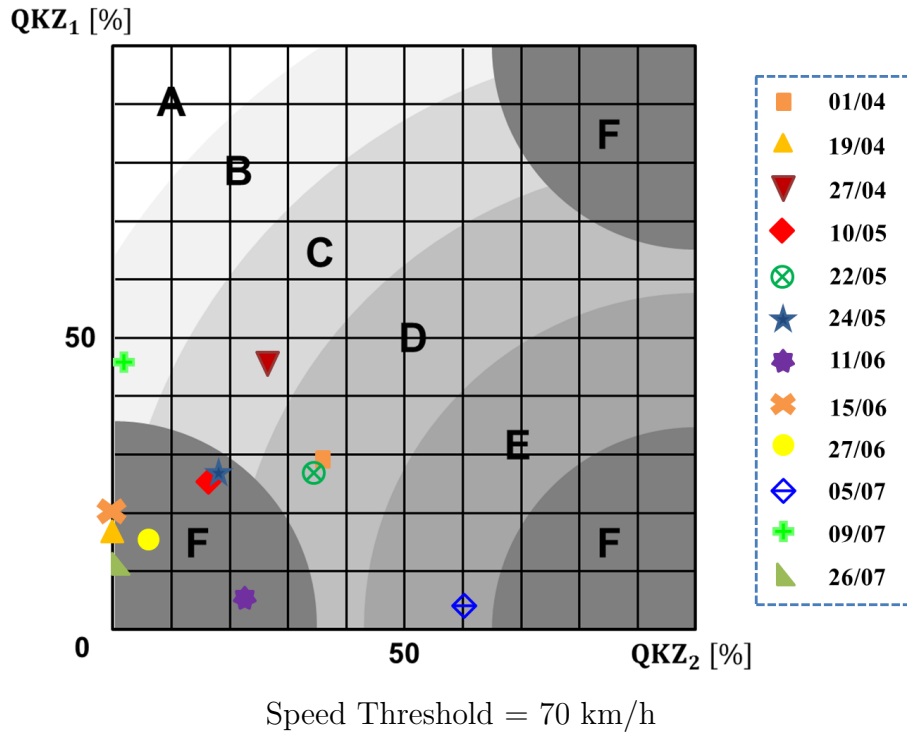 QKZ₁ [%]
A
B
C
D
E
F
F
F
50
0
50
QKZ₂ [%]
01/04
19/04
27/04
10/05
22/05
24/05
11/06
15/06
27/06
05/07
09/07
26/07
Speed Threshold = 70 km/h